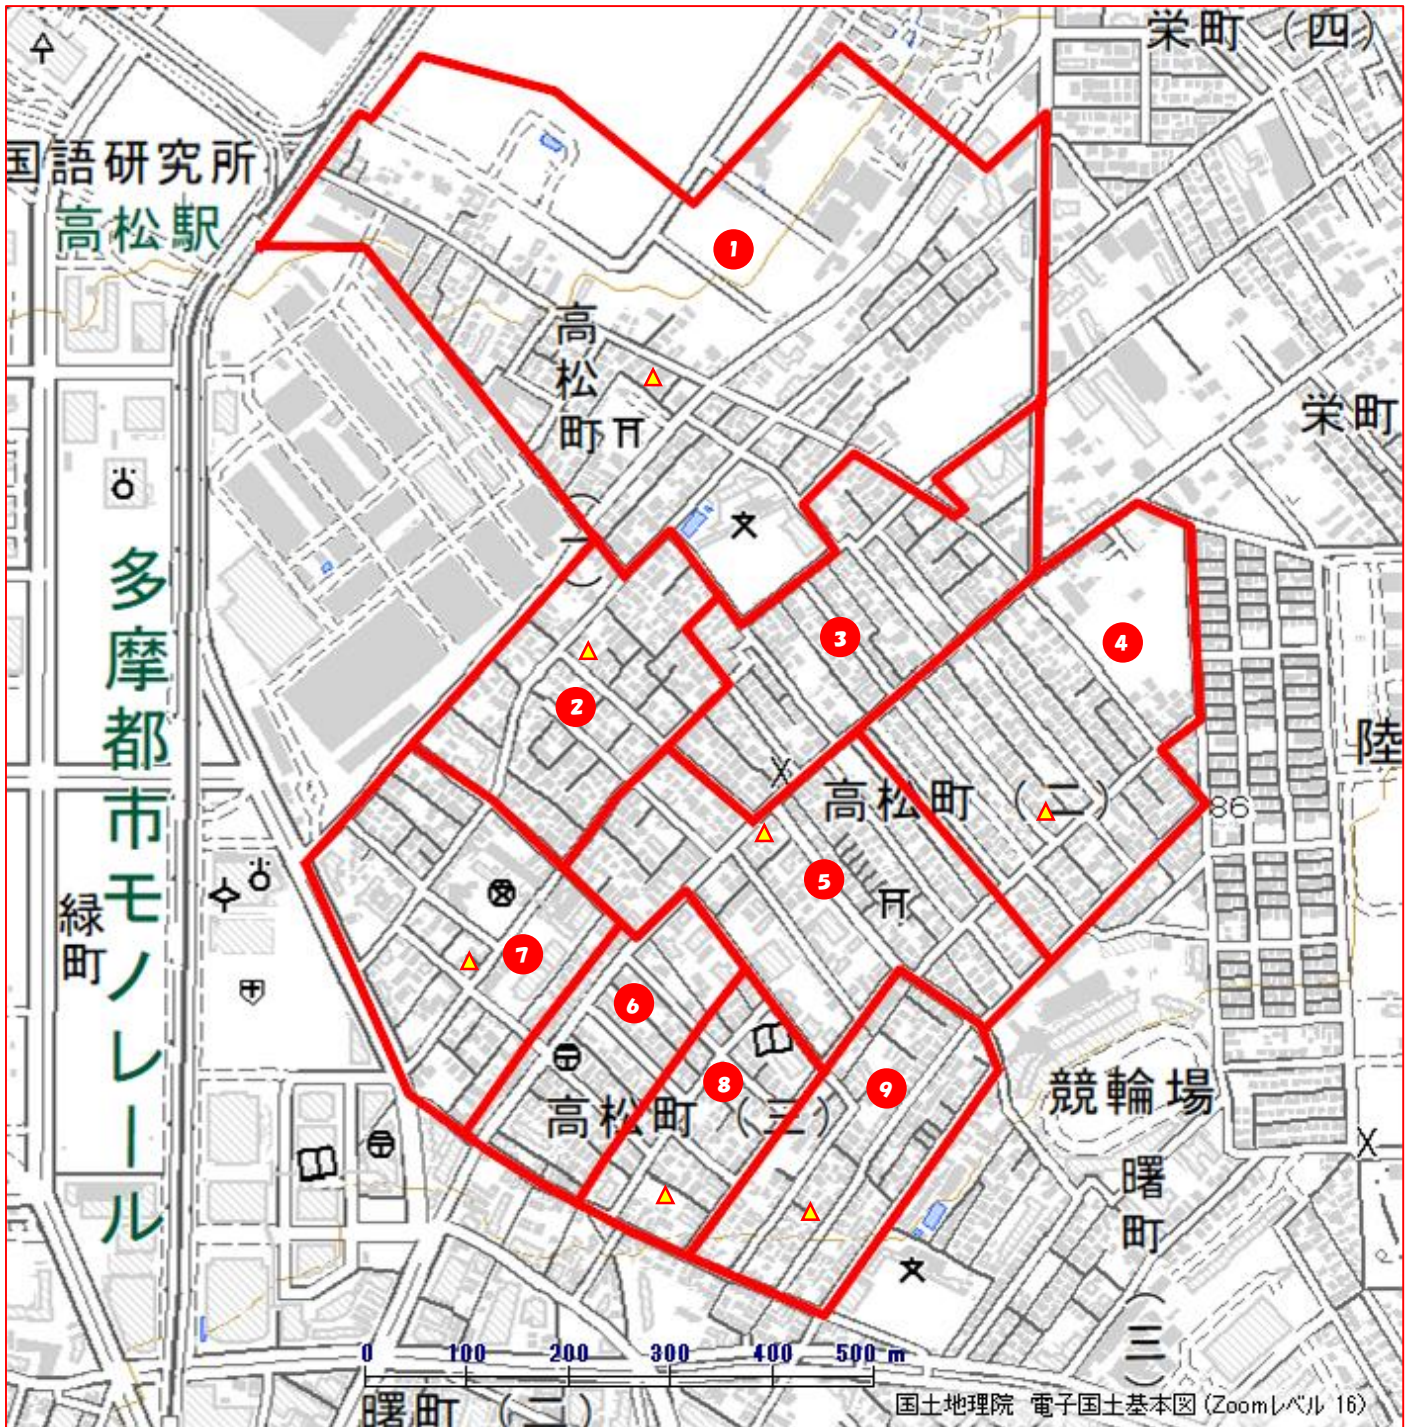 栄町（四）
国語研究所
高松駅
1
高松町（一）
栄町
多摩都市モノレール
3
4
2
陸
高松町（二）
86
5
緑町
7
6
8
9
高松町（三）
競輪場
曙町（三）
0 100 200 300 400 500 m
曙町（二）
国土地理院 電子国土基本図（Zoomレベル 16）